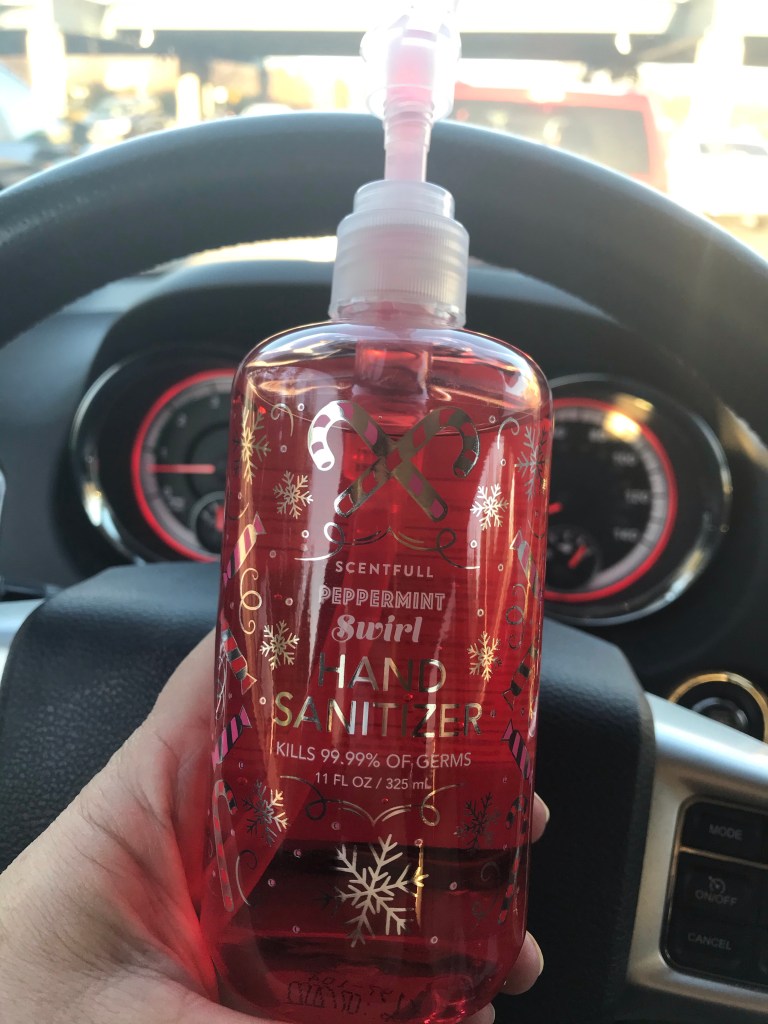 SCENTFULL
PEPPERMINT
Swirl
HAND
SANITIZER
KILLS 99.99% OF GERMS
11 FL OZ / 325 mL
MODE
ON/OFF
CANCEL